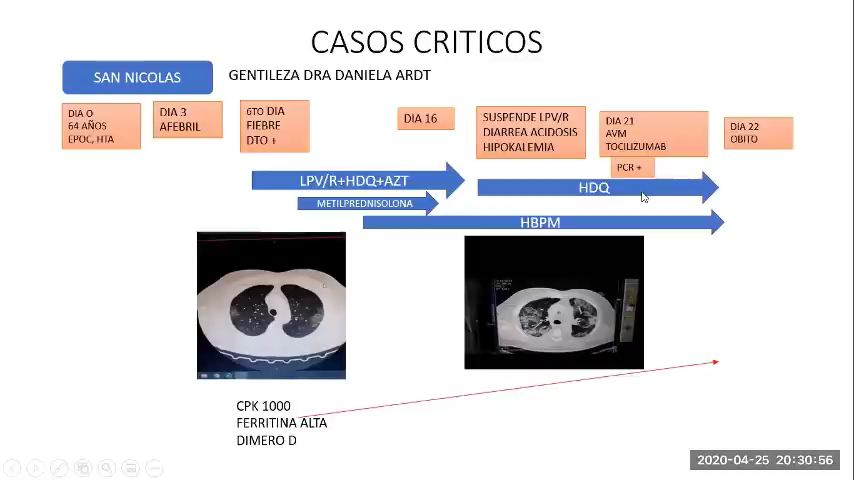 CASOS CRITICOS
SAN NICOLAS
GENTILEZA DRA DANIELA ARDT
DIA O
64 AÑOS
EPOC, HTA
DIA 3
AFEBRIL
6TO DIA
FIEBRE
DTO +
DIA 16
SUSPENDE LPV/R
DIARREA ACIDOSIS
HIPOKALEMIA
DIA 21
AVM
TOCILIZUMAB
PCR +
DIA 22
OBITO
LPV/R+HDQ+AZT
HDQ
METILPREDNISOLONA
HBPM
CPK 1000
FERRITINA ALTA
DIMERO D
2020-04-25 20:30:56